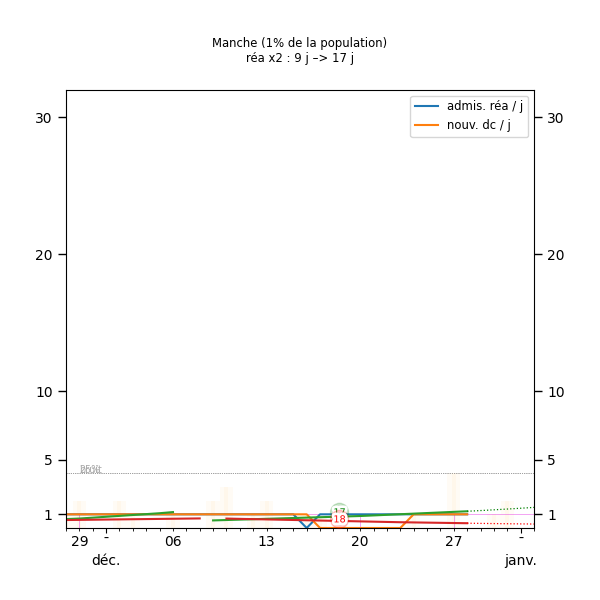 Manche (1% de la population)
réa x2 : 9 j –> 17 j
admis. réa / j
nouv. dc / j
30 30
20 20
10 10
5 5
25%
17
18
1 1
29 - 06 13 20 27 -
déc. janv.